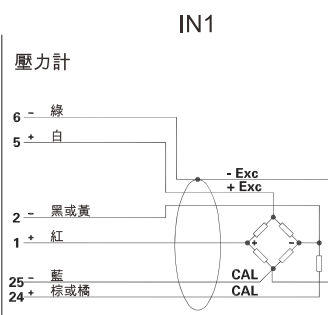 IN1
壓力計
6 - 綠
5 + 白
- Exc
+ Exc
2 - 黑或黃
1 + 紅
+ -
25 - 藍 CAL
24 + 棕或橘 CAL